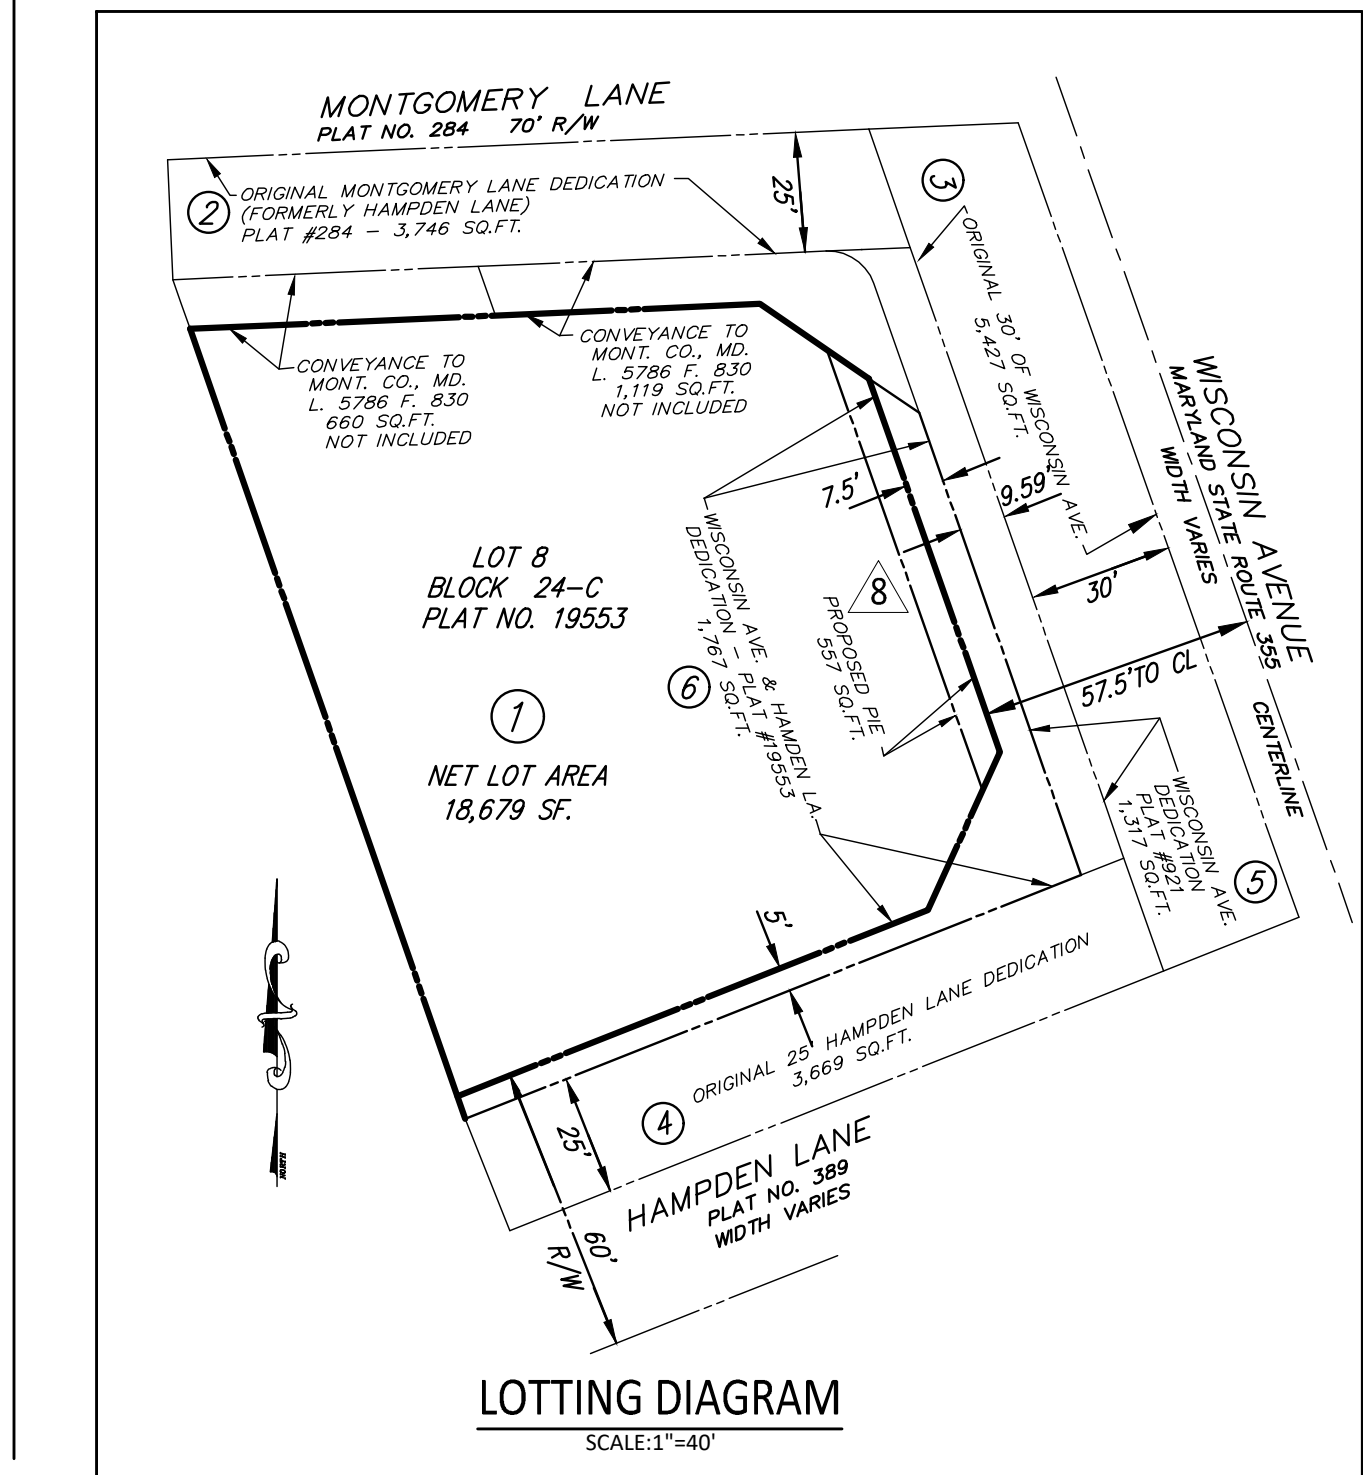 MONTGOMERY LANE
PLAT NO. 284 70' R/W
2
ORIGINAL MONTGOMERY LANE DEDICATION
(FORMERLY HAMPDEN LANE)
PLAT #284 – 3,746 SQ.FT.
25'
3
ORIGINAL 30' OF WISCONSIN AVE.
5,427 SQ.FT.
CONVEYANCE TO
MONT. CO., MD.
L. 5786 F. 830
660 SQ.FT.
NOT INCLUDED
CONVEYANCE TO
MONT. CO., MD.
L. 5786 F. 830
1,119 SQ.FT.
NOT INCLUDED
WISCONSIN AVENUE
MARYLAND STATE ROUTE 355
WIDTH VARIES
CENTERLINE
7.5'
9.59'
30'
57.5'TO CL
LOT 8
BLOCK 24-C
PLAT NO. 19553
1
NET LOT AREA
18,679 SF.
6
WISCONSIN AVE. & HAMDEN LA.
DEDICATION – PLAT #19553
1,767 SQ.FT.
8
PROPOSED PIE
557 SQ.FT.
WISCONSIN AVE.
DEDICATION
PLAT #921
1,317 SQ.FT.
5
5'
ORIGINAL 25' HAMPDEN LANE DEDICATION
3,669 SQ.FT.
4
25'
HAMPDEN LANE
PLAT NO. 389
WIDTH VARIES
60'
R/W
NORTH
LOTTING DIAGRAM
SCALE:1"=40'